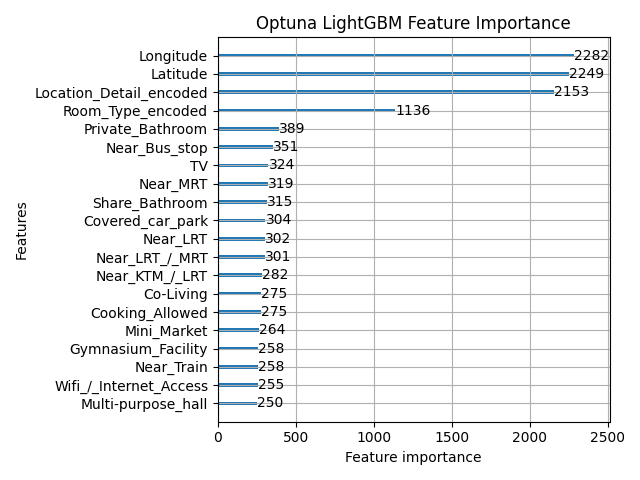 Optuna LightGBM Feature Importance
Longitude 2282
Latitude 2249
Location_Detail_encoded 2153
Room_Type_encoded 1136
Private_Bathroom 389
Near_Bus_stop 351
TV 324
Near_MRT 319
Share_Bathroom 315
Covered_car_park 304
Near_LRT 302
Near_LRT_/_MRT 301
Near_KTM_/_LRT 282
Co-Living 275
Cooking_Allowed 275
Mini_Market 264
Gymnasium_Facility 258
Near_Train 258
Wifi_/_Internet_Access 255
Multi-purpose_hall 250
Features
0 500 1000 1500 2000 2500
Feature importance